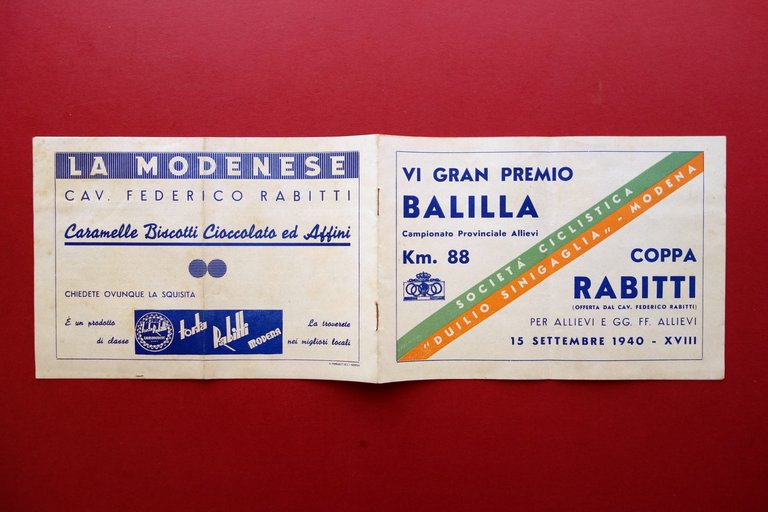 LA MODENESE
CAV. FEDERICO RABITTI
Caramelle Biscotti Cioccolato ed Affini
CHIEDETE OVUNQUE LA SQUISITA
È un prodotto
di classe
torta
Rabitti
MODENA
La troverete
nei migliori locali
VI GRAN PREMIO
BALILLA
Campionato Provinciale Allievi
Km. 88
SOCIETÀ CICLISTICA
"DUILIO SINIGAGLIA" - MODENA
COPPA
RABITTI
(OFFERTA DAL CAV. FEDERICO RABITTI)
PER ALLIEVI E GG. FF. ALLIEVI
15 SETTEMBRE 1940 - XVIII